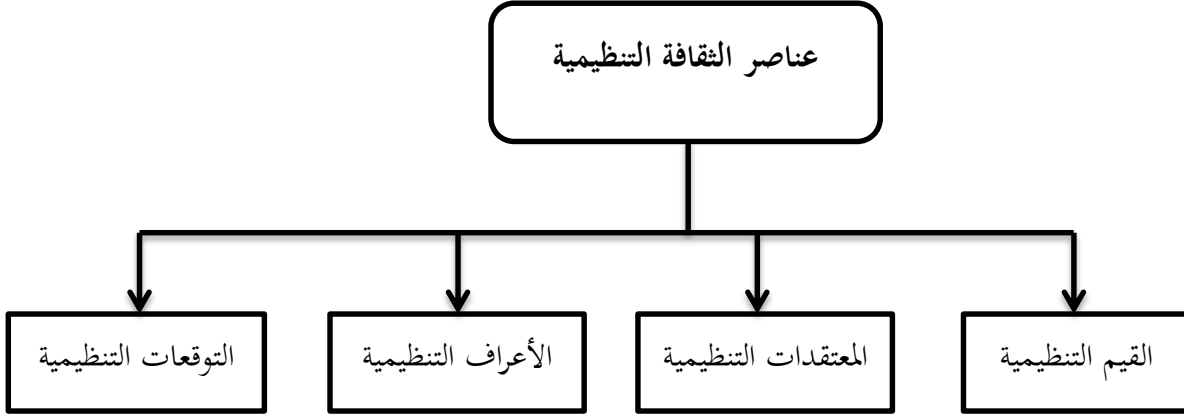 عناصر الثقافة التنظيمية
القيم التنظيمية
المعتقدات التنظيمية
الأعراف التنظيمية
التوقعات التنظيمية